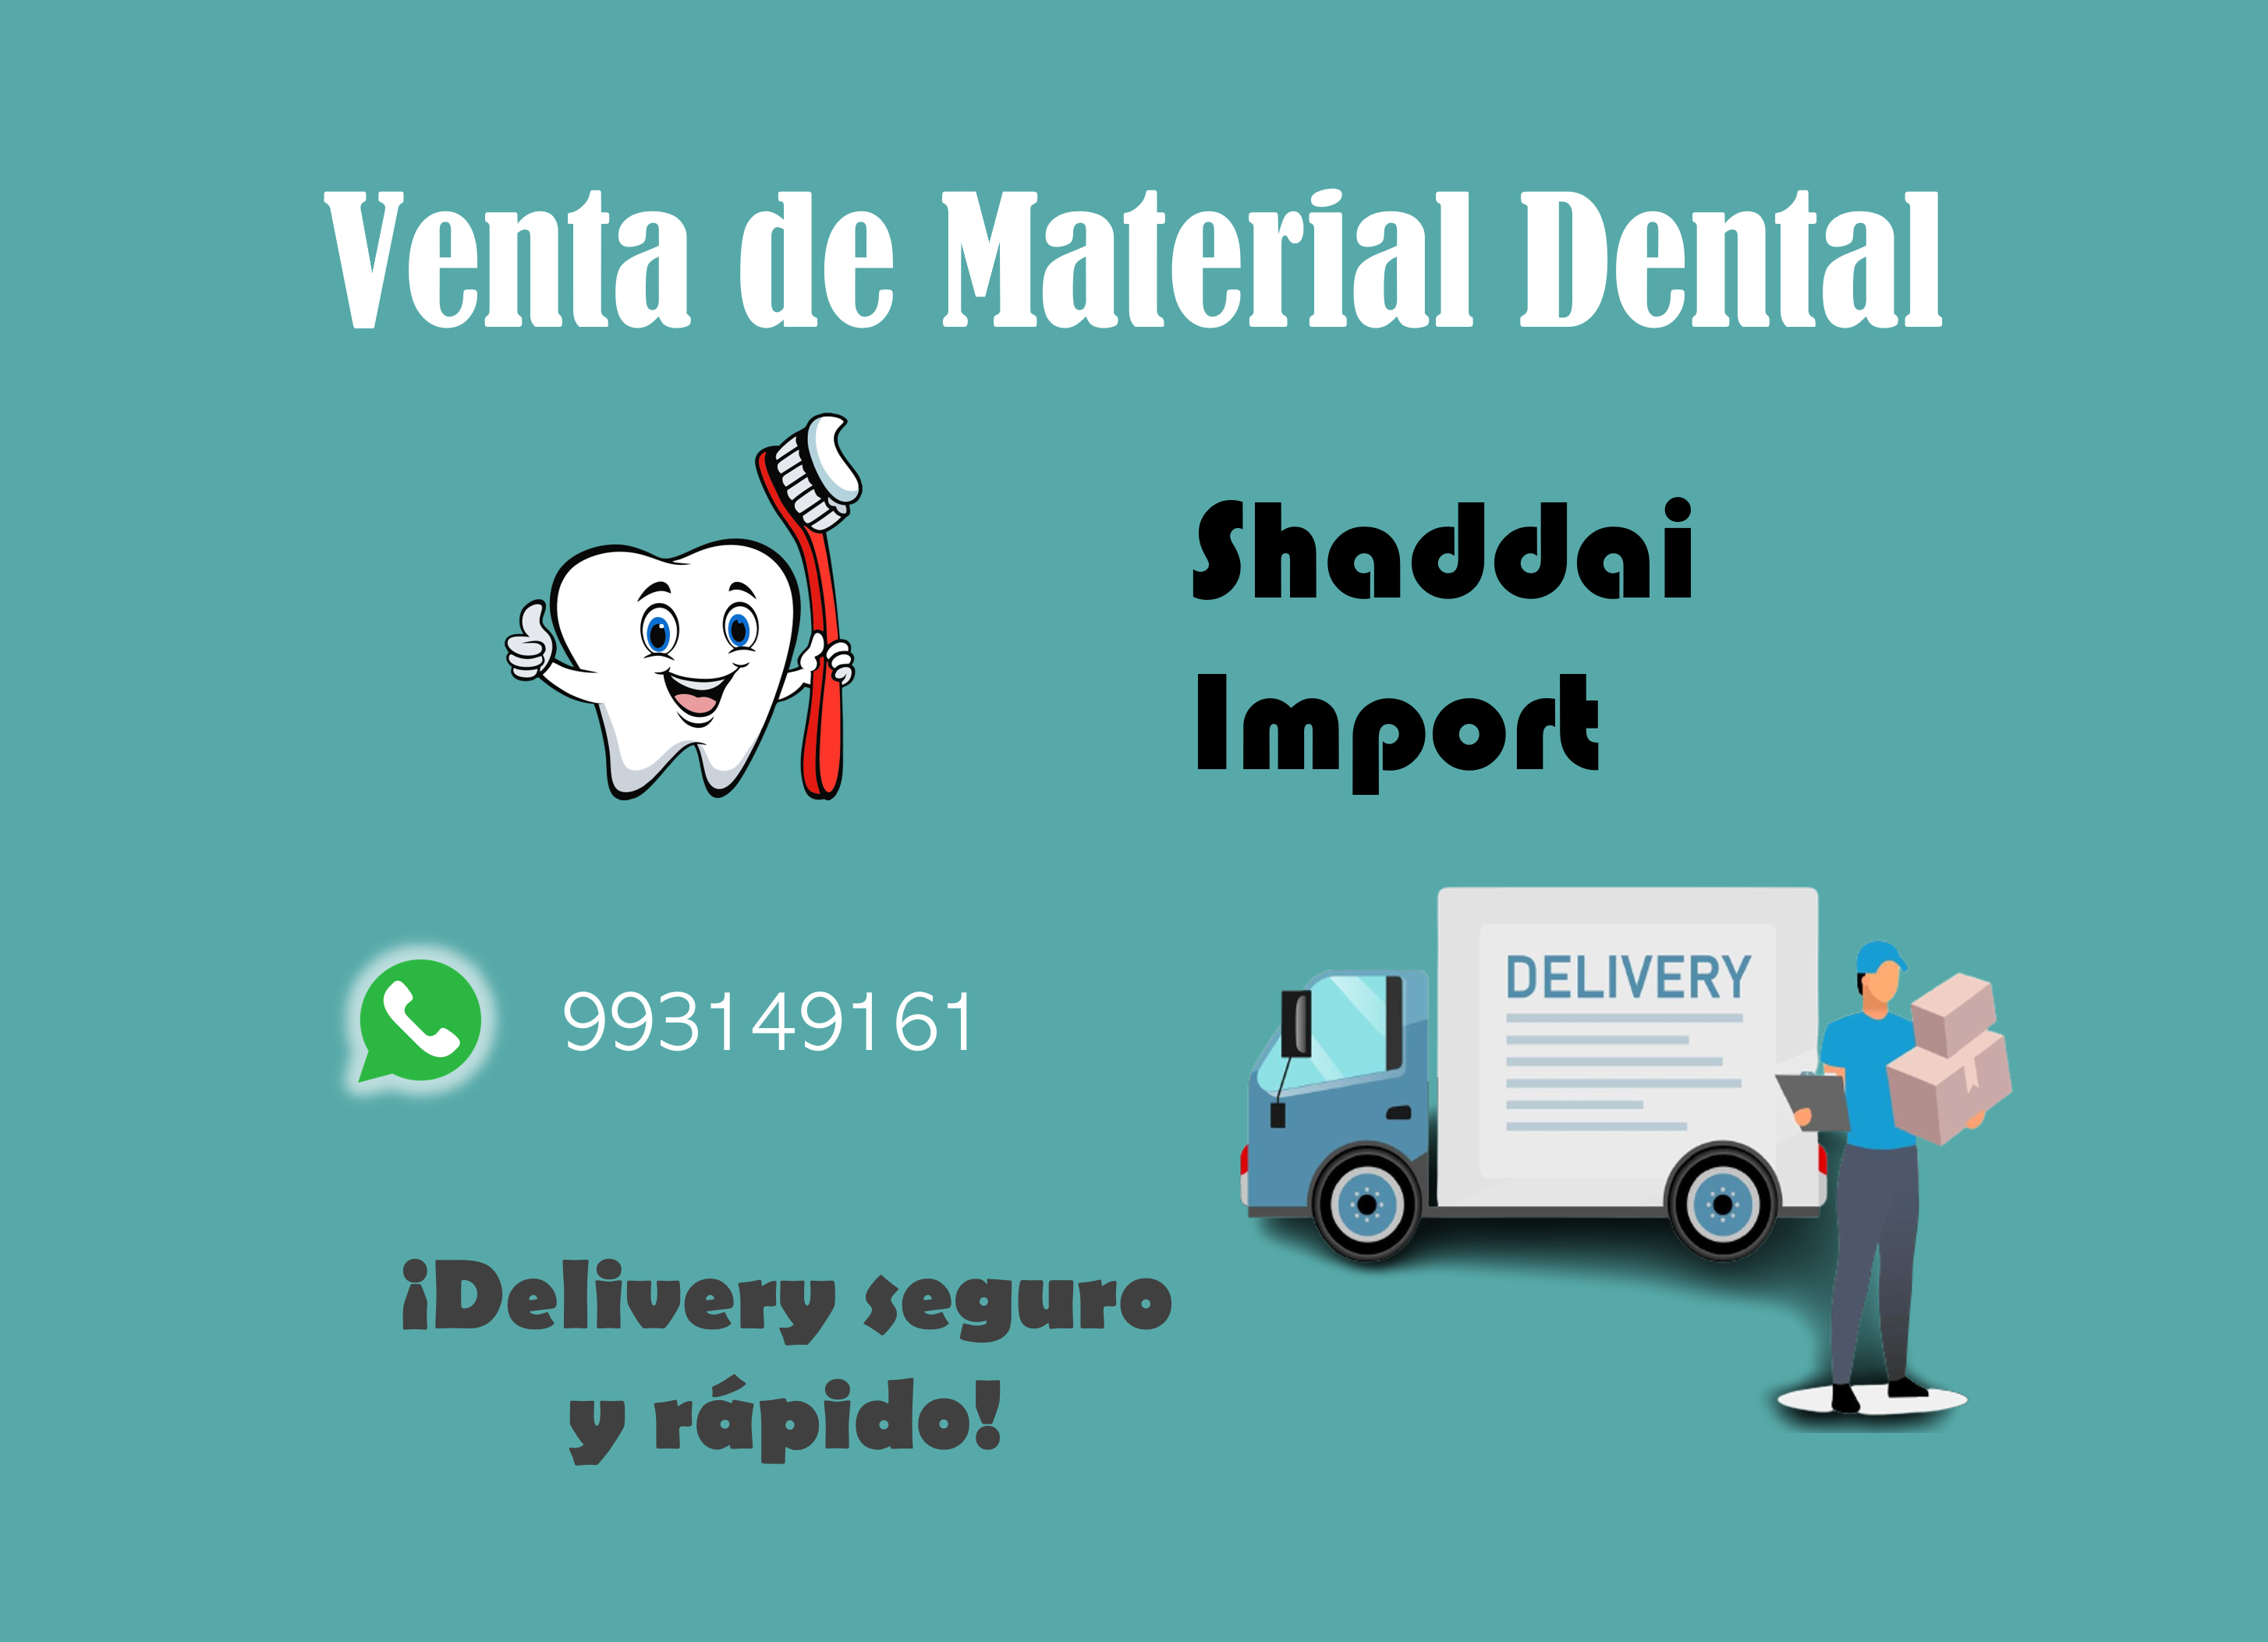 Venta de Material Dental
Shaddai
Import
DELIVERY
993149161
¡Delivery seguro
y rápido!